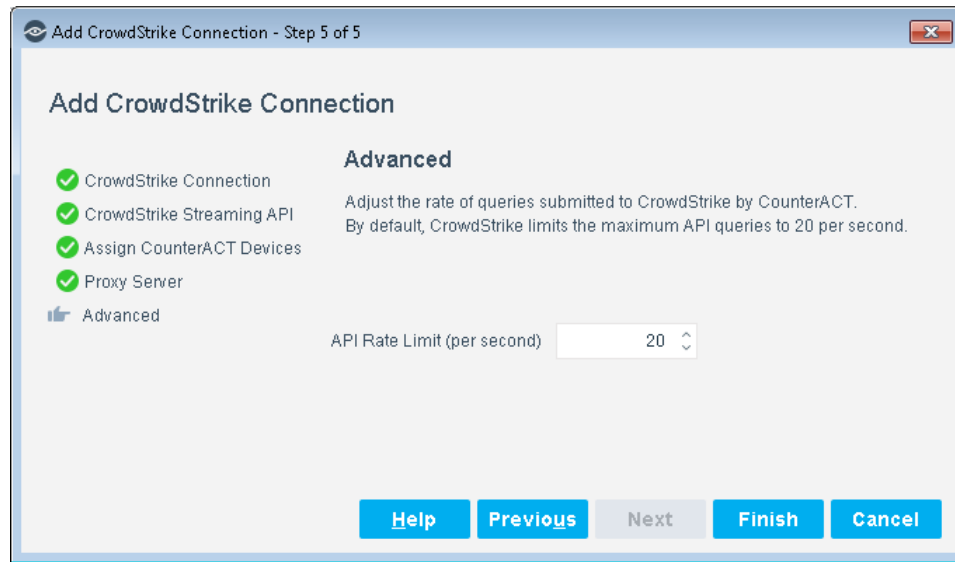 Add CrowdStrike Connection - Step 5 of 5
Add CrowdStrike Connection
CrowdStrike Connection
CrowdStrike Streaming API
Assign CounterACT Devices
Proxy Server
Advanced
Advanced
Adjust the rate of queries submitted to CrowdStrike by CounterACT.
By default, CrowdStrike limits the maximum API queries to 20 per second.
API Rate Limit (per second) 20
Help Previous Next Finish Cancel